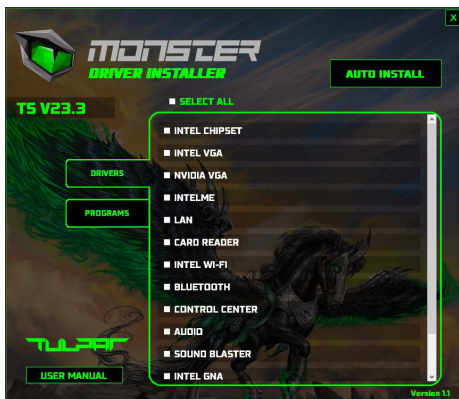 X
MONSTER
DRIVER INSTALLER
AUTO INSTALL
T5 V23.3
SELECT ALL
INTEL CHIPSET
INTEL VGA
NVIDIA VGA
INTELME
LAN
CARD READER
INTEL WI-FI
BLUETOOTH
CONTROL CENTER
AUDIO
SOUND BLASTER
INTEL GNA
DRIVERS
PROGRAMS
TULPAR
USER MANUAL
Version 1.1